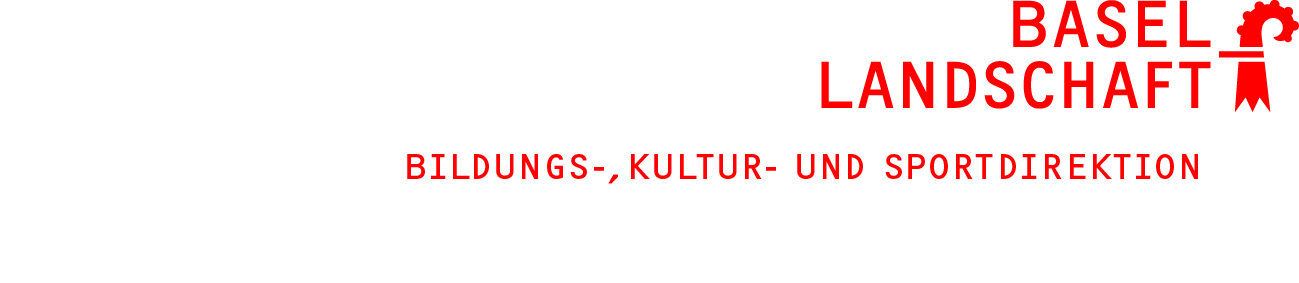 BASEL
LANDSCHAFT
BILDUNGS-, KULTUR- UND SPORTDIREKTION